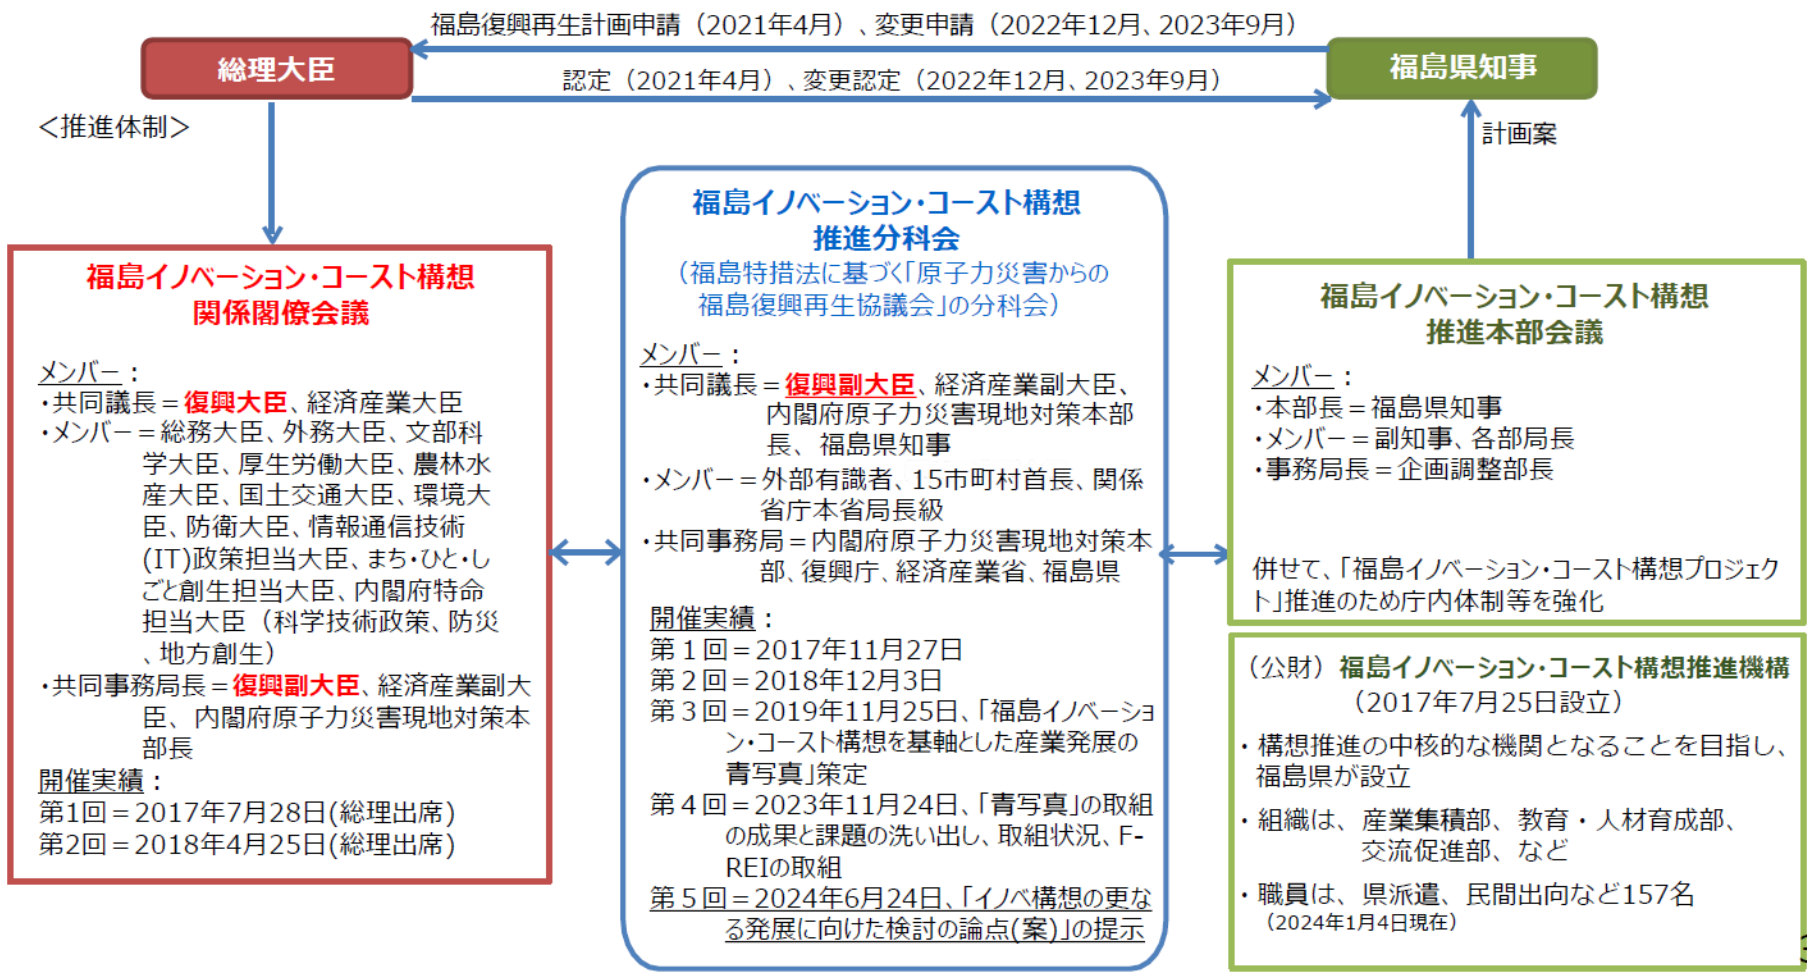 福島復興再生計画申請（2021年4月）、変更申請（2022年12月、2023年9月）
総理大臣
福島県知事
認定（2021年4月）、変更認定（2022年12月、2023年9月）
＜推進体制＞
計画案
福島イノベーション・コースト構想
関係閣僚会議
メンバー：
・共同議長＝復興大臣、経済産業大臣
・メンバー＝総務大臣、外務大臣、文部科
学大臣、厚生労働大臣、農林水
産大臣、国土交通大臣、環境大
臣、防衛大臣、情報通信技術
(IT)政策担当大臣、まち・ひと・し
ごと創生担当大臣、内閣府特命
担当大臣（科学技術政策、防災
、地方創生）
・共同事務局長＝復興副大臣、経済産業副大
臣、内閣府原子力災害現地対策本
部長
開催実績：
第1回＝2017年7月28日(総理出席)
第2回＝2018年4月25日(総理出席)
福島イノベーション・コースト構想
推進分科会
（福島特措法に基づく「原子力災害からの
福島復興再生協議会」の分科会）
メンバー：
・共同議長＝復興副大臣、経済産業副大臣、
内閣府原子力災害現地対策本部
長、福島県知事
・メンバー＝外部有識者、15市町村首長、関係
省庁本省局長級
・共同事務局＝内閣府原子力災害現地対策本
部、復興庁、経済産業省、福島県
開催実績：
第１回＝2017年11月27日
第２回＝2018年12月3日
第３回＝2019年11月25日、「福島イノベーショ
ン・コースト構想を基軸とした産業発展の
青写真」策定
第４回＝2023年11月24日、「青写真」の取組
の成果と課題の洗い出し、取組状況、F-
REIの取組
第５回＝2024年6月24日、「イノベ構想の更な
る発展に向けた検討の論点(案)」の提示
福島イノベーション・コースト構想
推進本部会議
メンバー：
・本部長＝福島県知事
・メンバー＝副知事、各部局長
・事務局長＝企画調整部長
併せて、「福島イノベーション・コースト構想プロジェク
ト」推進のため庁内体制等を強化
（公財）福島イノベーション・コースト構想推進機構
（2017年7月25日設立）
・構想推進の中核的な機関となることを目指し、
福島県が設立
・組織は、産業集積部、教育・人材育成部、
交流促進部、など
・職員は、県派遣、民間出向など157名
（2024年1月4日現在）